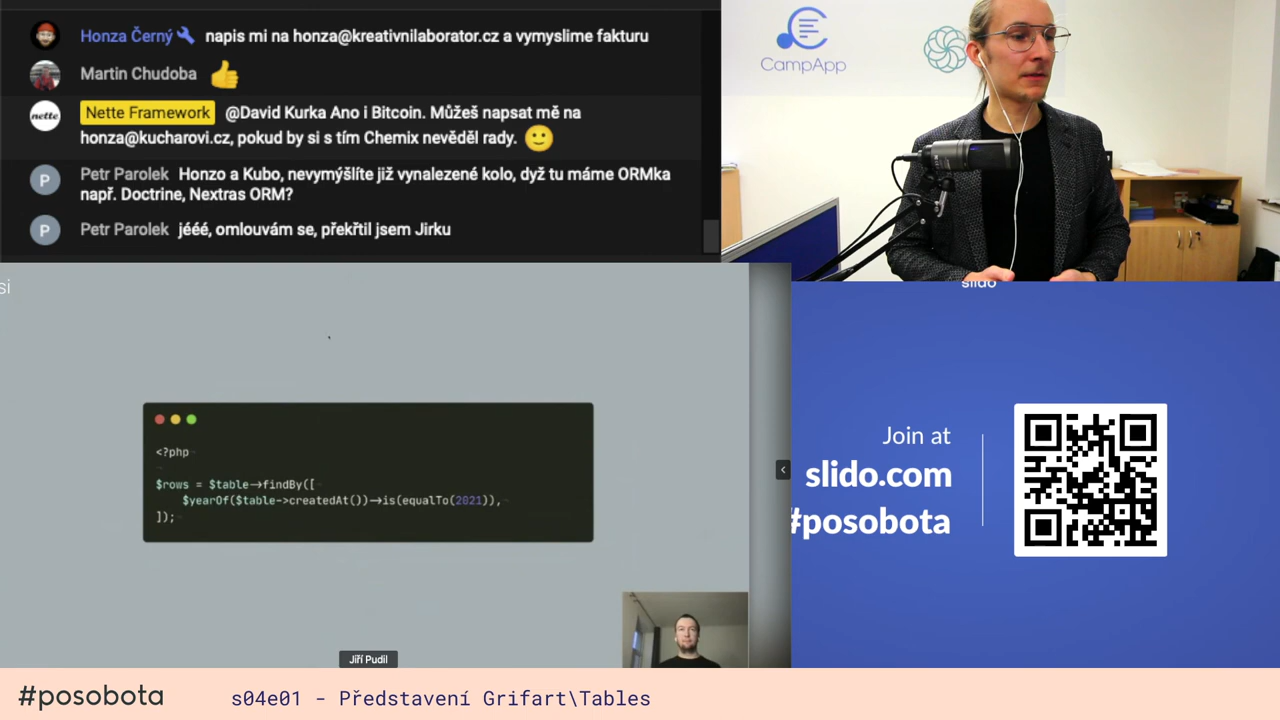 Honza Černý napis mi na honza@kreativnilaborator.cz a vymyslime fakturu
Martin Chudoba
nette Nette Framework @David Kurka Ano i Bitcoin. Můžeš napsat mě na
honza@kucharovi.cz, pokud by si s tím Chemix nevěděl rady.
P Petr Parolek Honzo a Kubo, nevymýšlíte již vynalezené kolo, dyž tu máme ORMka
např. Doctrine, Nextras ORM?
P Petr Parolek jééé, omlouvám se, překřtil jsem Jirku
CampApp
si
<?php
$rows = $table->findBy([
$yearOf($table->createdAt())->is(equalTo(2021)),
]);
Jiří Pudil
slido
Join at
slido.com
#posobota
#posobota s04e01 - Představení Grifart\Tables